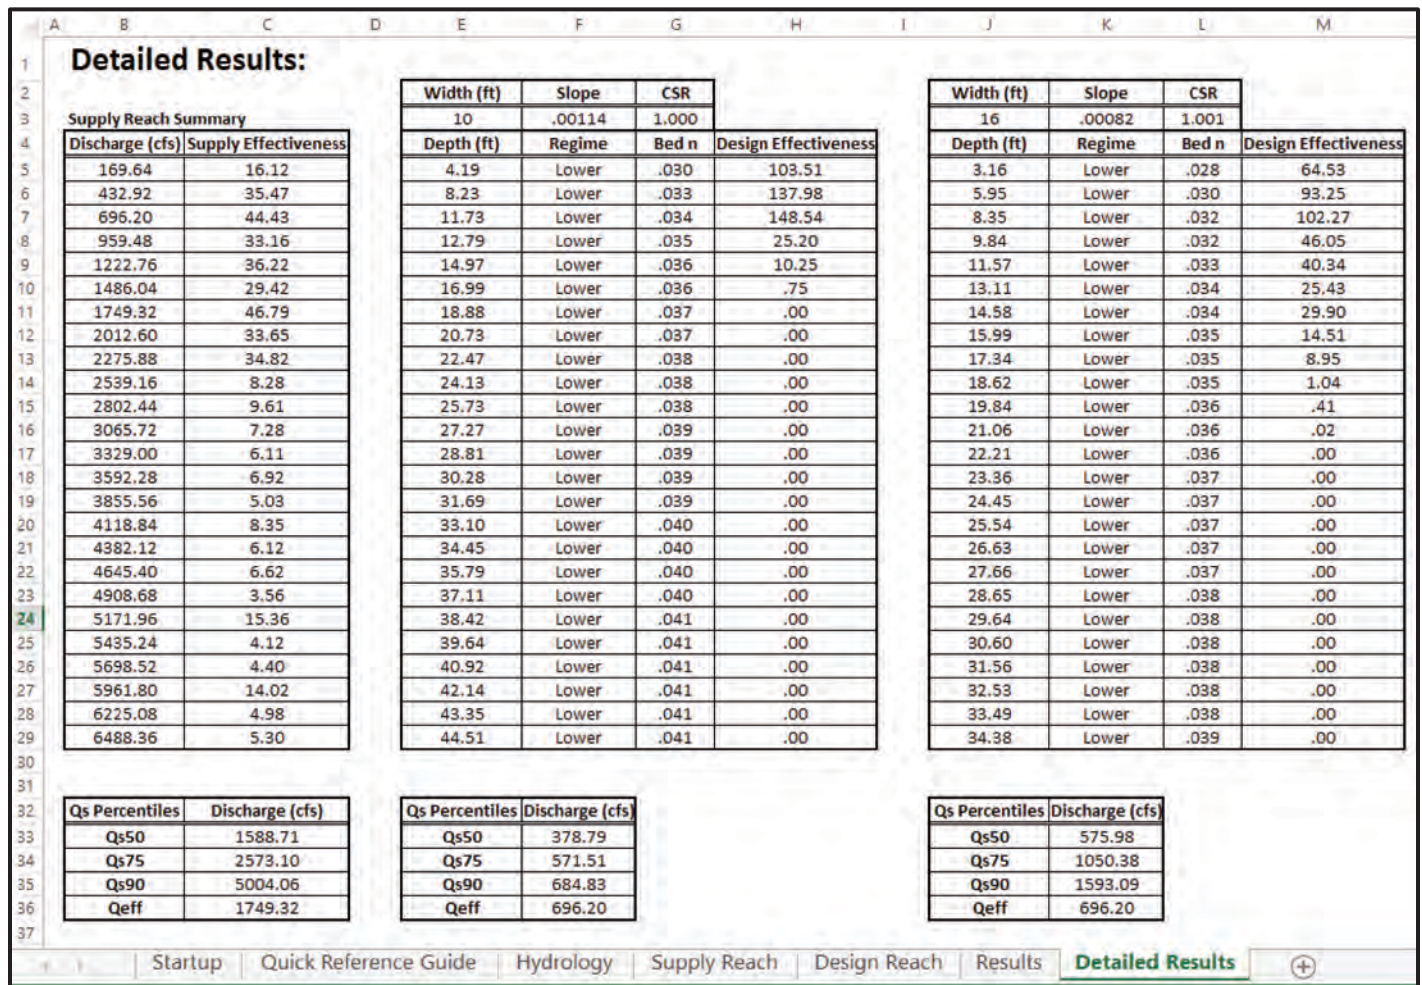 A B C D E F G H I J K L M
1 Detailed Results:
2 Width (ft) Slope CSR Width (ft) Slope CSR
3 Supply Reach Summary 10 .00114 1.000 16 .00082 1.001
4 Discharge (cfs) Supply Effectiveness Depth (ft) Regime Bed n Design Effectiveness Depth (ft) Regime Bed n Design Effectiveness
5 169.64 16.12 4.19 Lower .030 103.51 3.16 Lower .028 64.53
6 432.92 35.47 8.23 Lower .033 137.98 5.95 Lower .030 93.25
7 696.20 44.43 11.73 Lower .034 148.54 8.35 Lower .032 102.27
8 959.48 33.16 12.79 Lower .035 25.20 9.84 Lower .032 46.05
9 1222.76 36.22 14.97 Lower .036 10.25 11.57 Lower .033 40.34
10 1486.04 29.42 16.99 Lower .036 .75 13.11 Lower .034 25.43
11 1749.32 46.79 18.88 Lower .037 .00 14.58 Lower .034 29.90
12 2012.60 33.65 20.73 Lower .037 .00 15.99 Lower .035 14.51
13 2275.88 34.82 22.47 Lower .038 .00 17.34 Lower .035 8.95
14 2539.16 8.28 24.13 Lower .038 .00 18.62 Lower .035 1.04
15 2802.44 9.61 25.73 Lower .038 .00 19.84 Lower .036 .41
16 3065.72 7.28 27.27 Lower .039 .00 21.06 Lower .036 .02
17 3329.00 6.11 28.81 Lower .039 .00 22.21 Lower .036 .00
18 3592.28 6.92 30.28 Lower .039 .00 23.36 Lower .037 .00
19 3855.56 5.03 31.69 Lower .039 .00 24.45 Lower .037 .00
20 4118.84 8.35 33.10 Lower .040 .00 25.54 Lower .037 .00
21 4382.12 6.12 34.45 Lower .040 .00 26.63 Lower .037 .00
22 4645.40 6.62 35.79 Lower .040 .00 27.66 Lower .037 .00
23 4908.68 3.56 37.11 Lower .040 .00 28.65 Lower .038 .00
24 5171.96 15.36 38.42 Lower .041 .00 29.64 Lower .038 .00
25 5435.24 4.12 39.64 Lower .041 .00 30.60 Lower .038 .00
26 5698.52 4.40 40.92 Lower .041 .00 31.56 Lower .038 .00
27 5961.80 14.02 42.14 Lower .041 .00 32.53 Lower .038 .00
28 6225.08 4.98 43.35 Lower .041 .00 33.49 Lower .038 .00
29 6488.36 5.30 44.51 Lower .041 .00 34.38 Lower .039 .00
30
31
32 Qs Percentiles Discharge (cfs) Qs Percentiles Discharge (cfs) Qs Percentiles Discharge (cfs)
33 Qs50 1588.71 Qs50 378.79 Qs50 575.98
34 Qs75 2573.10 Qs75 571.51 Qs75 1050.38
35 Qs90 5004.06 Qs90 684.83 Qs90 1593.09
36 Qeff 1749.32 Qeff 696.20 Qeff 696.20
37
Startup Quick Reference Guide Hydrology Supply Reach Design Reach Results Detailed Results